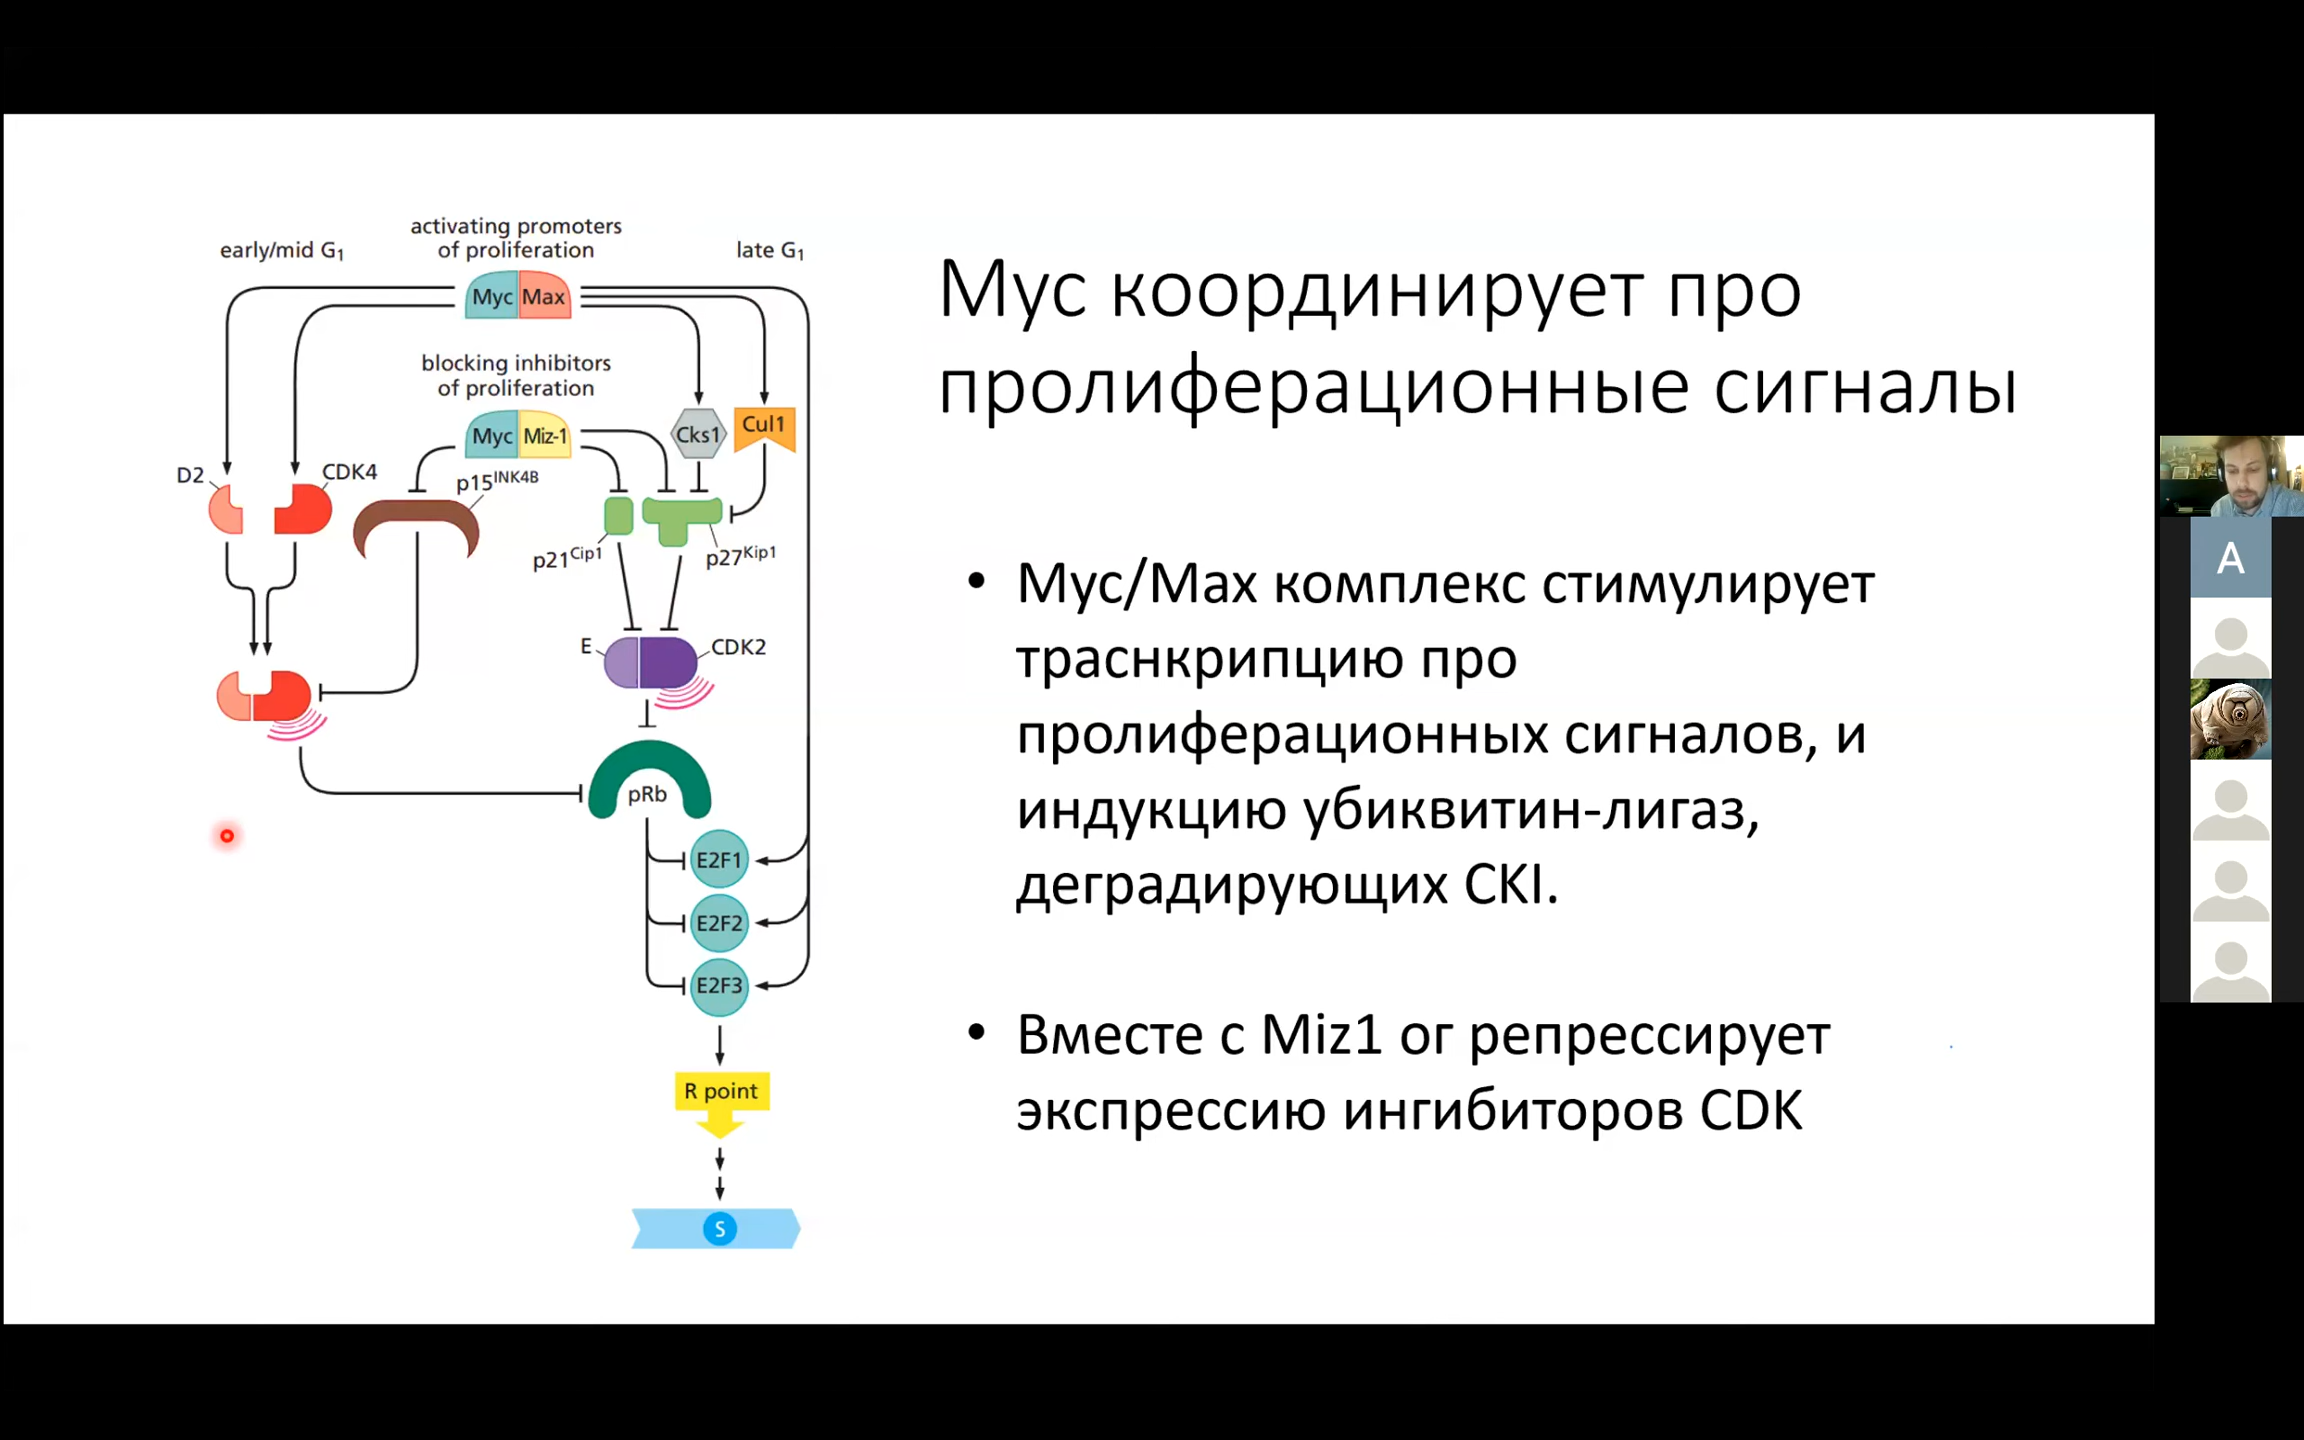 activating promoters
of proliferation
early/mid G₁
late G₁
Myc Max
blocking inhibitors
of proliferation
Myc Miz-1
Cks1
Cul1
D2
CDK4
p15ᴵᴺᴷ⁴ᴮ
p21ᶜⁱᵖ¹
p27ᴷⁱᵖ¹
E
CDK2
pRb
E2F1
E2F2
E2F3
R point
S
Myc координирует про
пролиферационные сигналы
• Myc/Max комплекс стимулирует
траснкрипцию про
пролиферационных сигналов, и
индукцию убиквитин-лигаз,
деградирующих CKI.
• Вместе с Miz1 ог репрессирует
экспрессию ингибиторов CDK
A